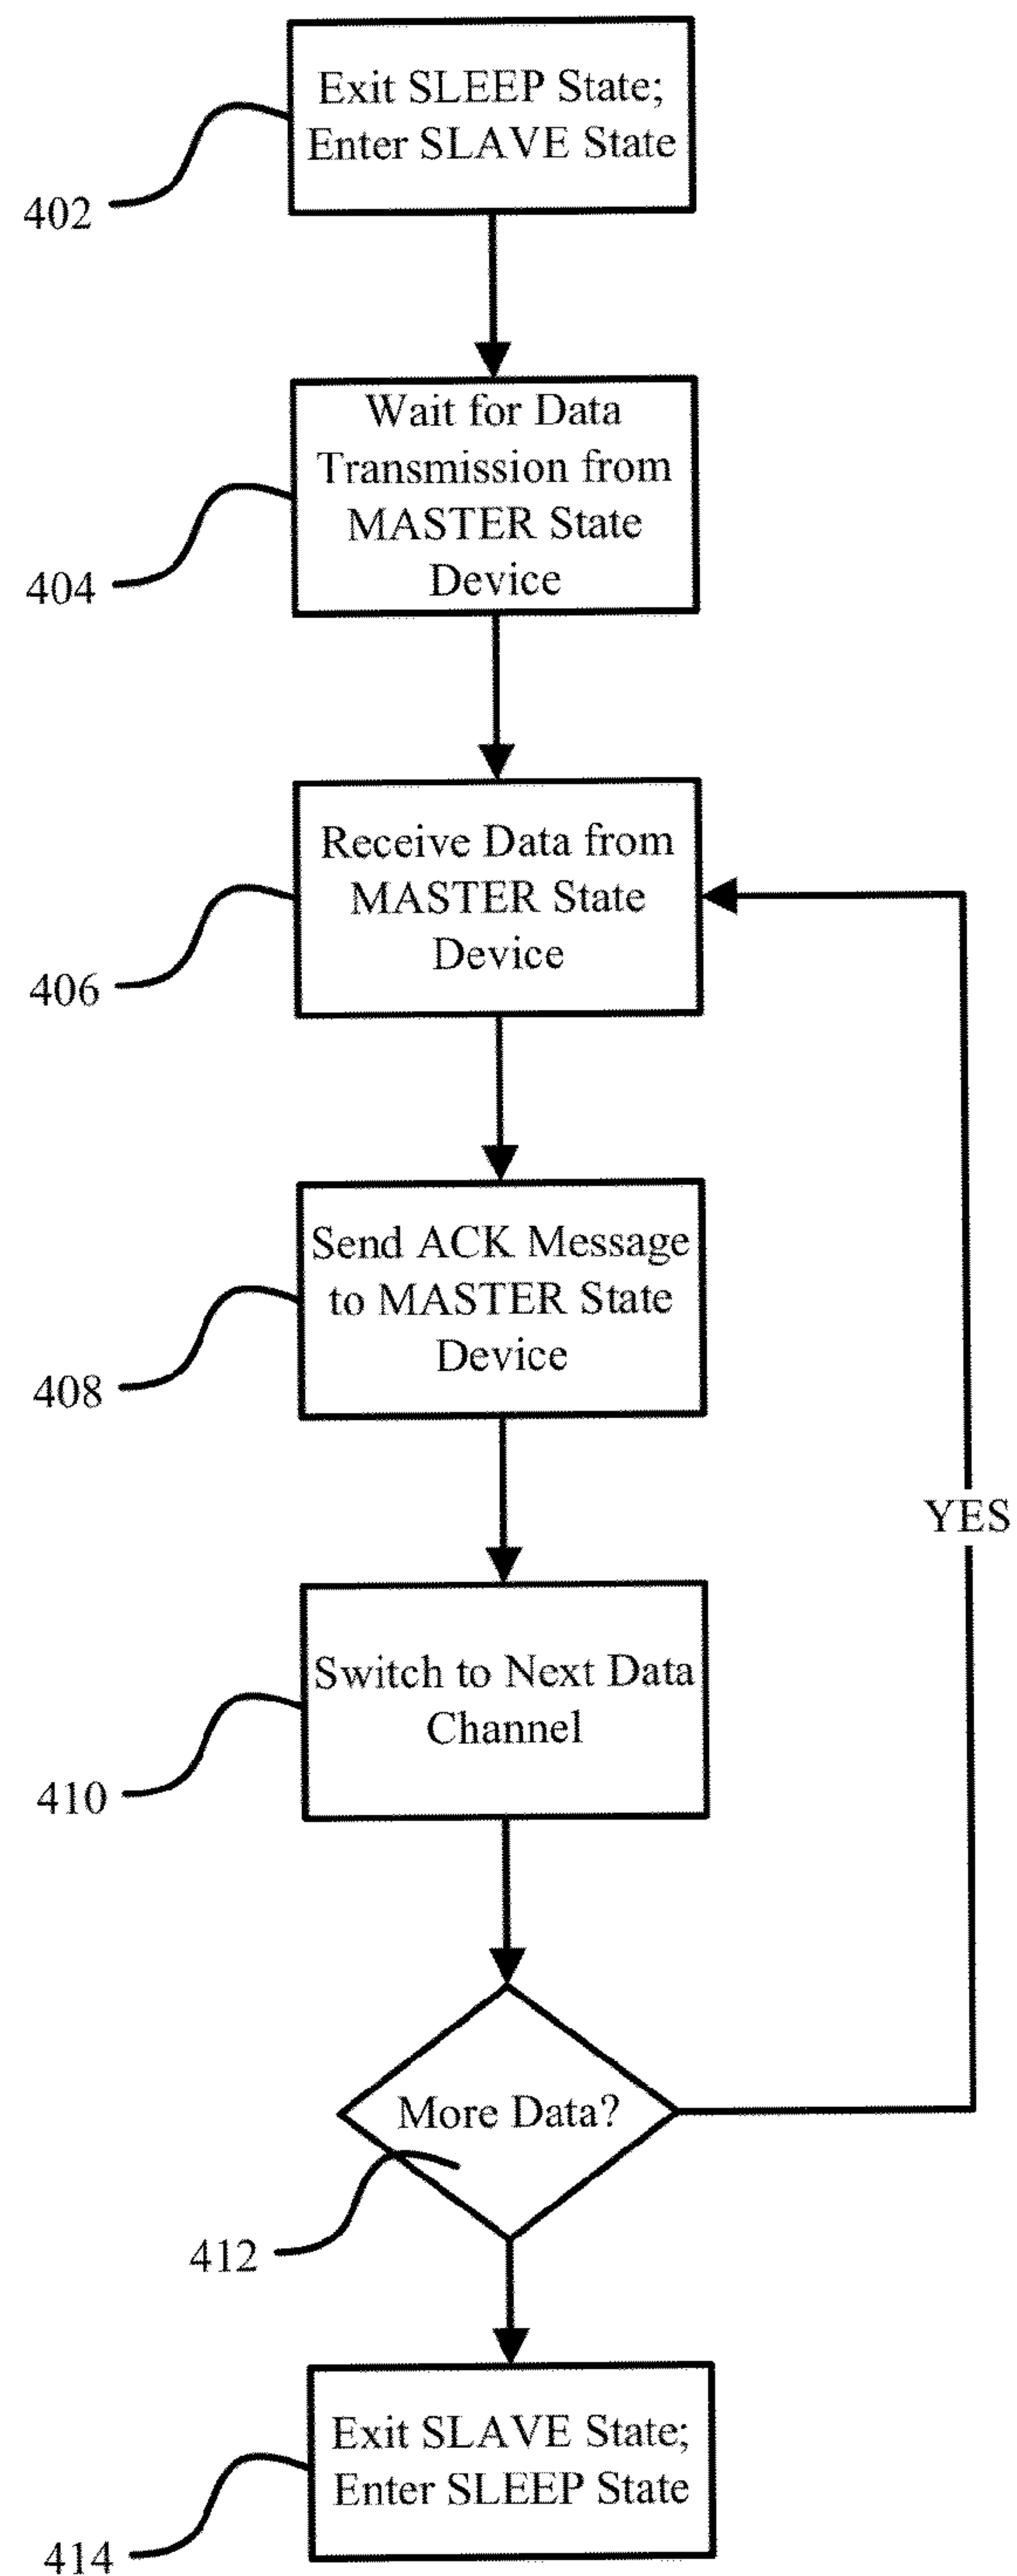 Exit SLEEP State;
Enter SLAVE State
402
Wait for Data
Transmission from
MASTER State
Device
404
Receive Data from
MASTER State
Device
406
Send ACK Message
to MASTER State
Device
408
YES
Switch to Next Data
Channel
410
More Data?
412
Exit SLAVE State;
Enter SLEEP State
414